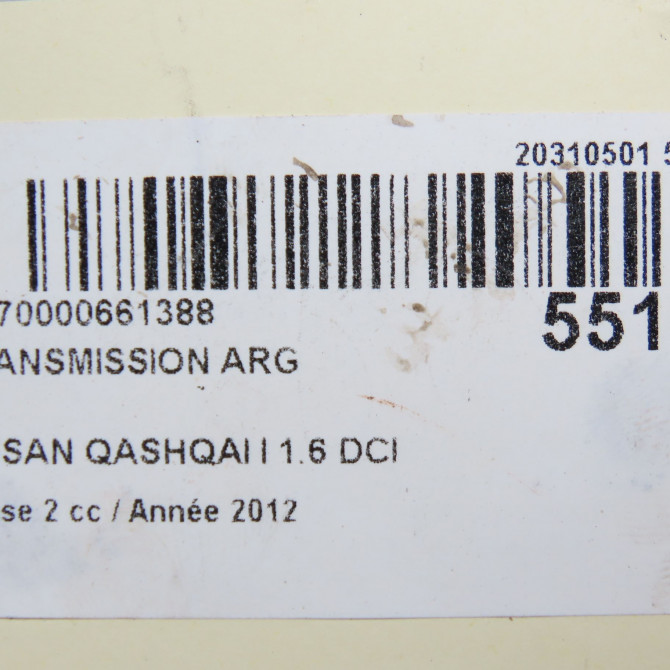 20310501 5
70000661388
551
ANSMISSION ARG
SAN QASHQAI I 1.6 DCI
se 2 cc / Année 2012